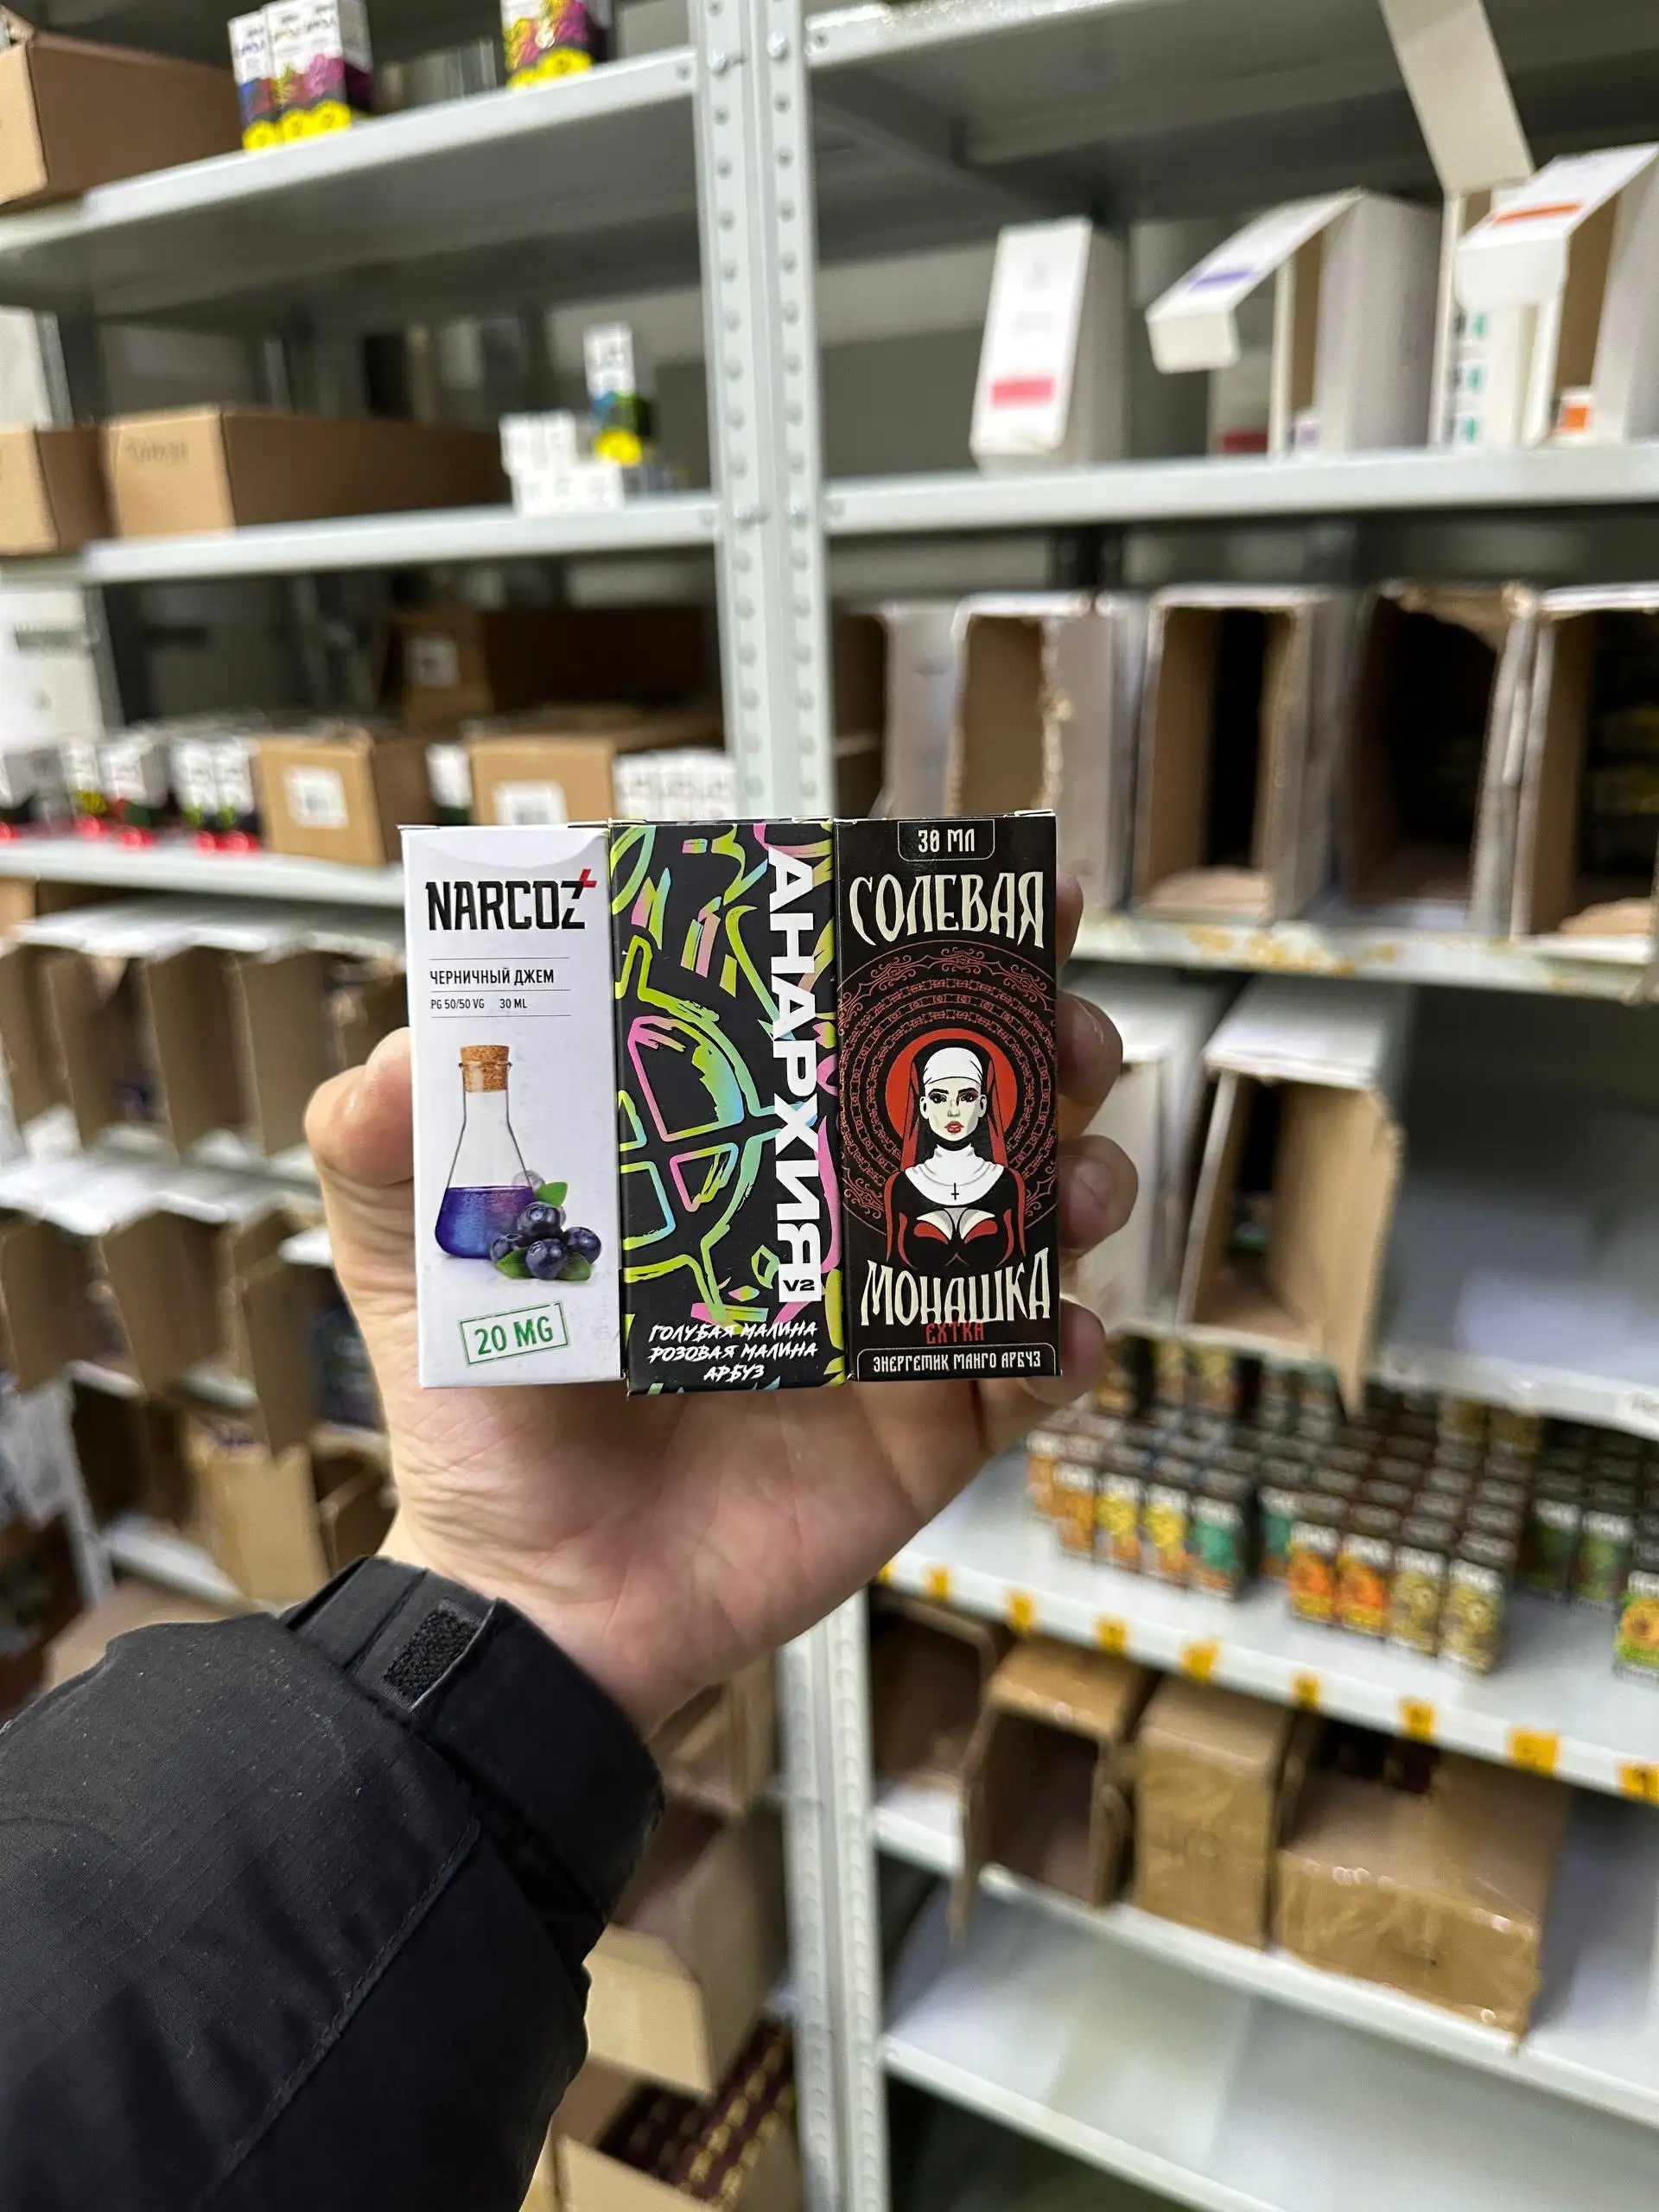 NARCOZ
ЧЕРНИЧНЫЙ ДЖЕМ
PG 50/50 VG 30 ML
20 MG
АНАРХИЯ
V2
ГОЛУБАЯ МАЛИНА
РОЗОВАЯ МАЛИНА
АРБУЗ
30 МЛ
СОЛЕВАЯ
МОНАШКА
EXTRA
ЭНЕРГЕТИК МАНГО АРБУЗ